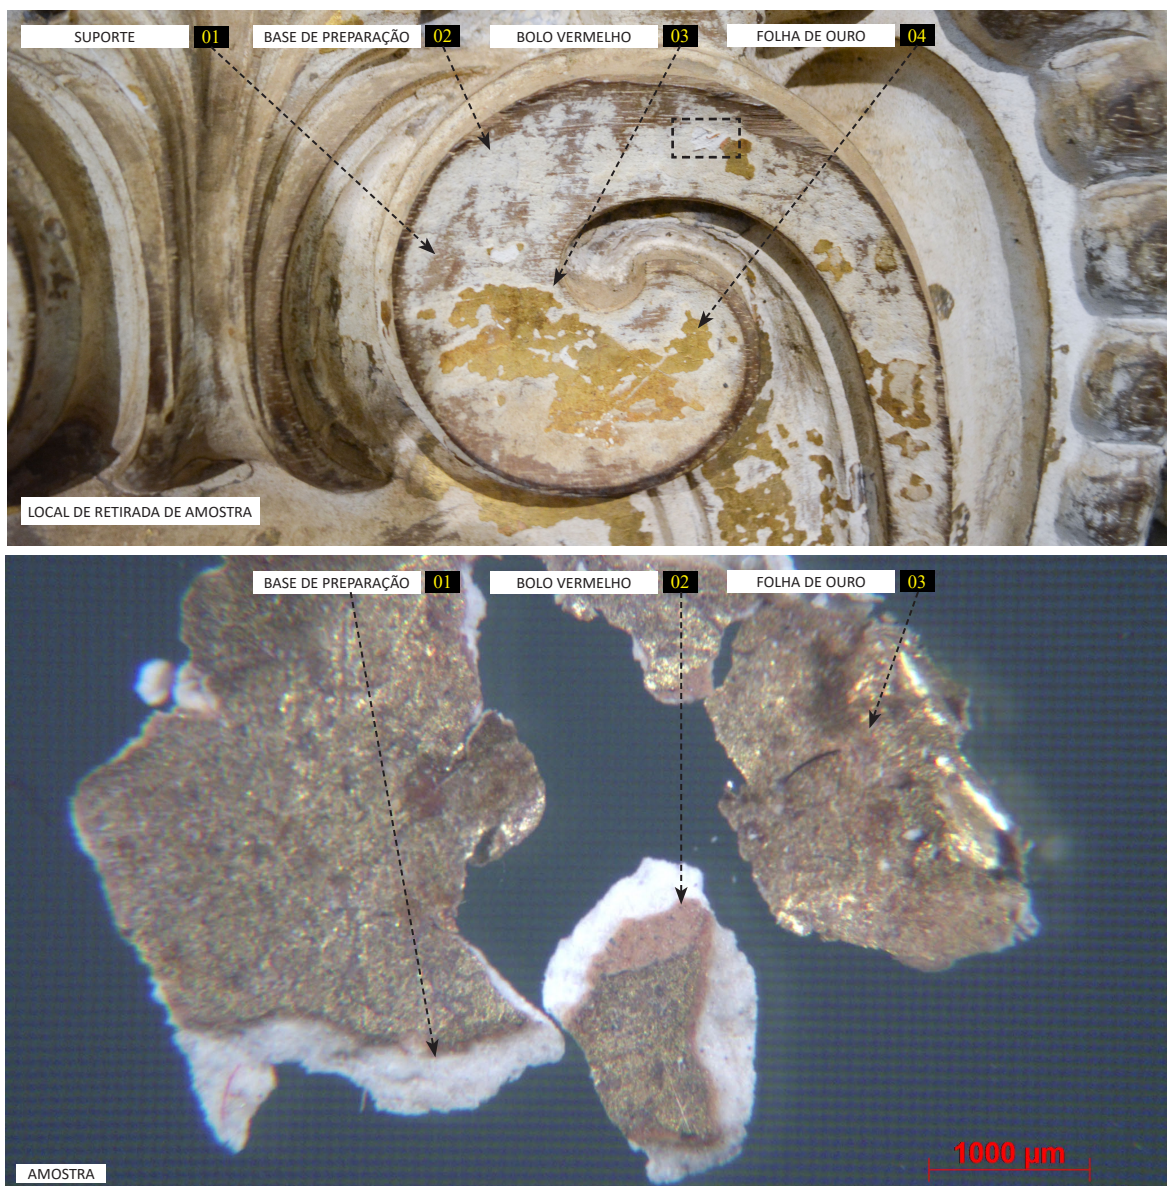 SUPORTE 01 BASE DE PREPARAÇÃO 02 BOLO VERMELHO 03 FOLHA DE OURO 04
LOCAL DE RETIRADA DE AMOSTRA
BASE DE PREPARAÇÃO 01 BOLO VERMELHO 02 FOLHA DE OURO 03
1000 µm
AMOSTRA